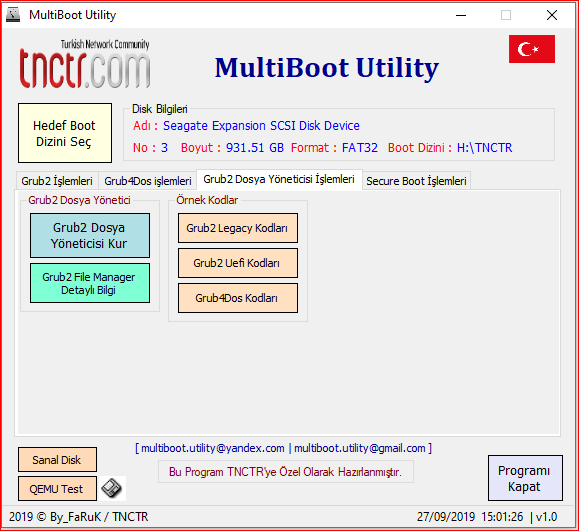 MultiBoot Utility
Turkish Network Community
tnctr.com
MultiBoot Utility
Hedef Boot
Dizini Seç
Disk Bilgileri
Adı : Seagate Expansion SCSI Disk Device
No : 3 Boyut : 931.51 GB Format : FAT32 Boot Dizini : H:\TNCTR
Grub2 İşlemleri Grub4Dos işlemleri Grub2 Dosya Yöneticisi İşlemleri Secure Boot İşlemleri
Grub2 Dosya Yönetici
Grub2 Dosya
Yöneticisi Kur
Grub2 File Manager
Detaylı Bilgi
Örnek Kodlar
Grub2 Legacy Kodları
Grub2 Uefi Kodları
Grub4Dos Kodları
[ multiboot.utility@yandex.com | multiboot.utility@gmail.com ]
Sanal Disk
Bu Program TNCTR'ye Özel Olarak Hazırlanmıştır.
QEMU Test
Programı
Kapat
2019 © By_FaRuK / TNCTR 27/09/2019 15:01:26 | v1.0